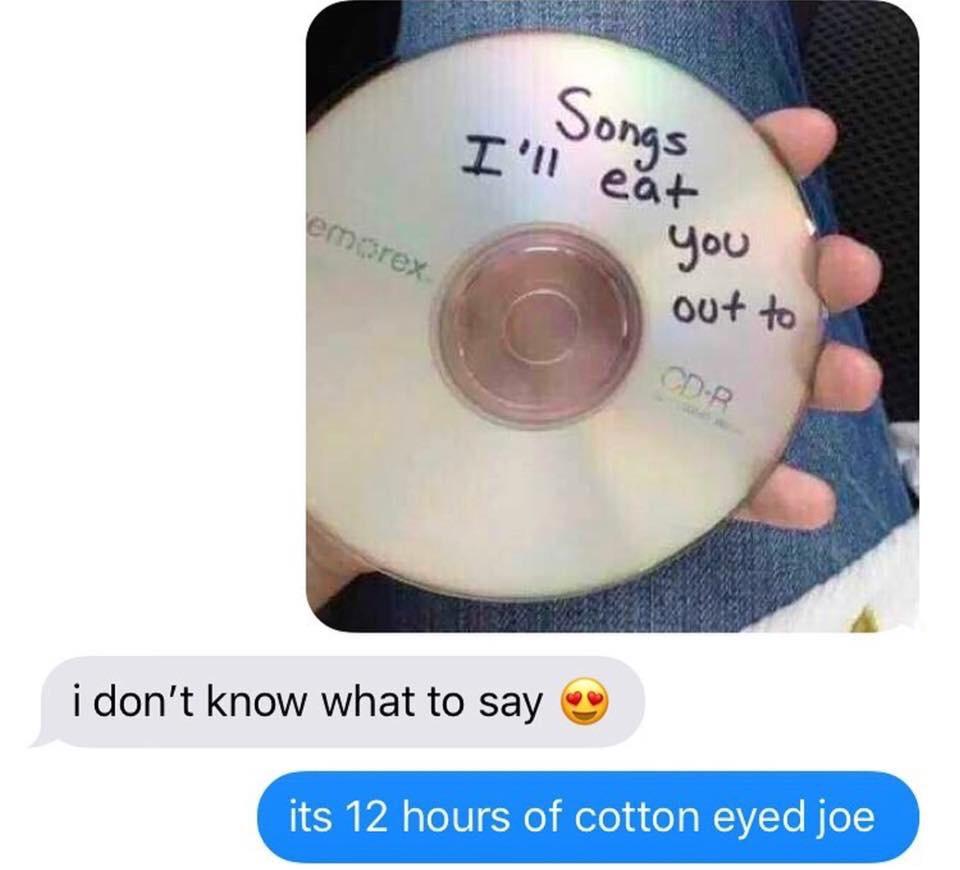 Songs
I'll eat
you
out to
emorex
CD-R
i don't know what to say 😍
its 12 hours of cotton eyed joe